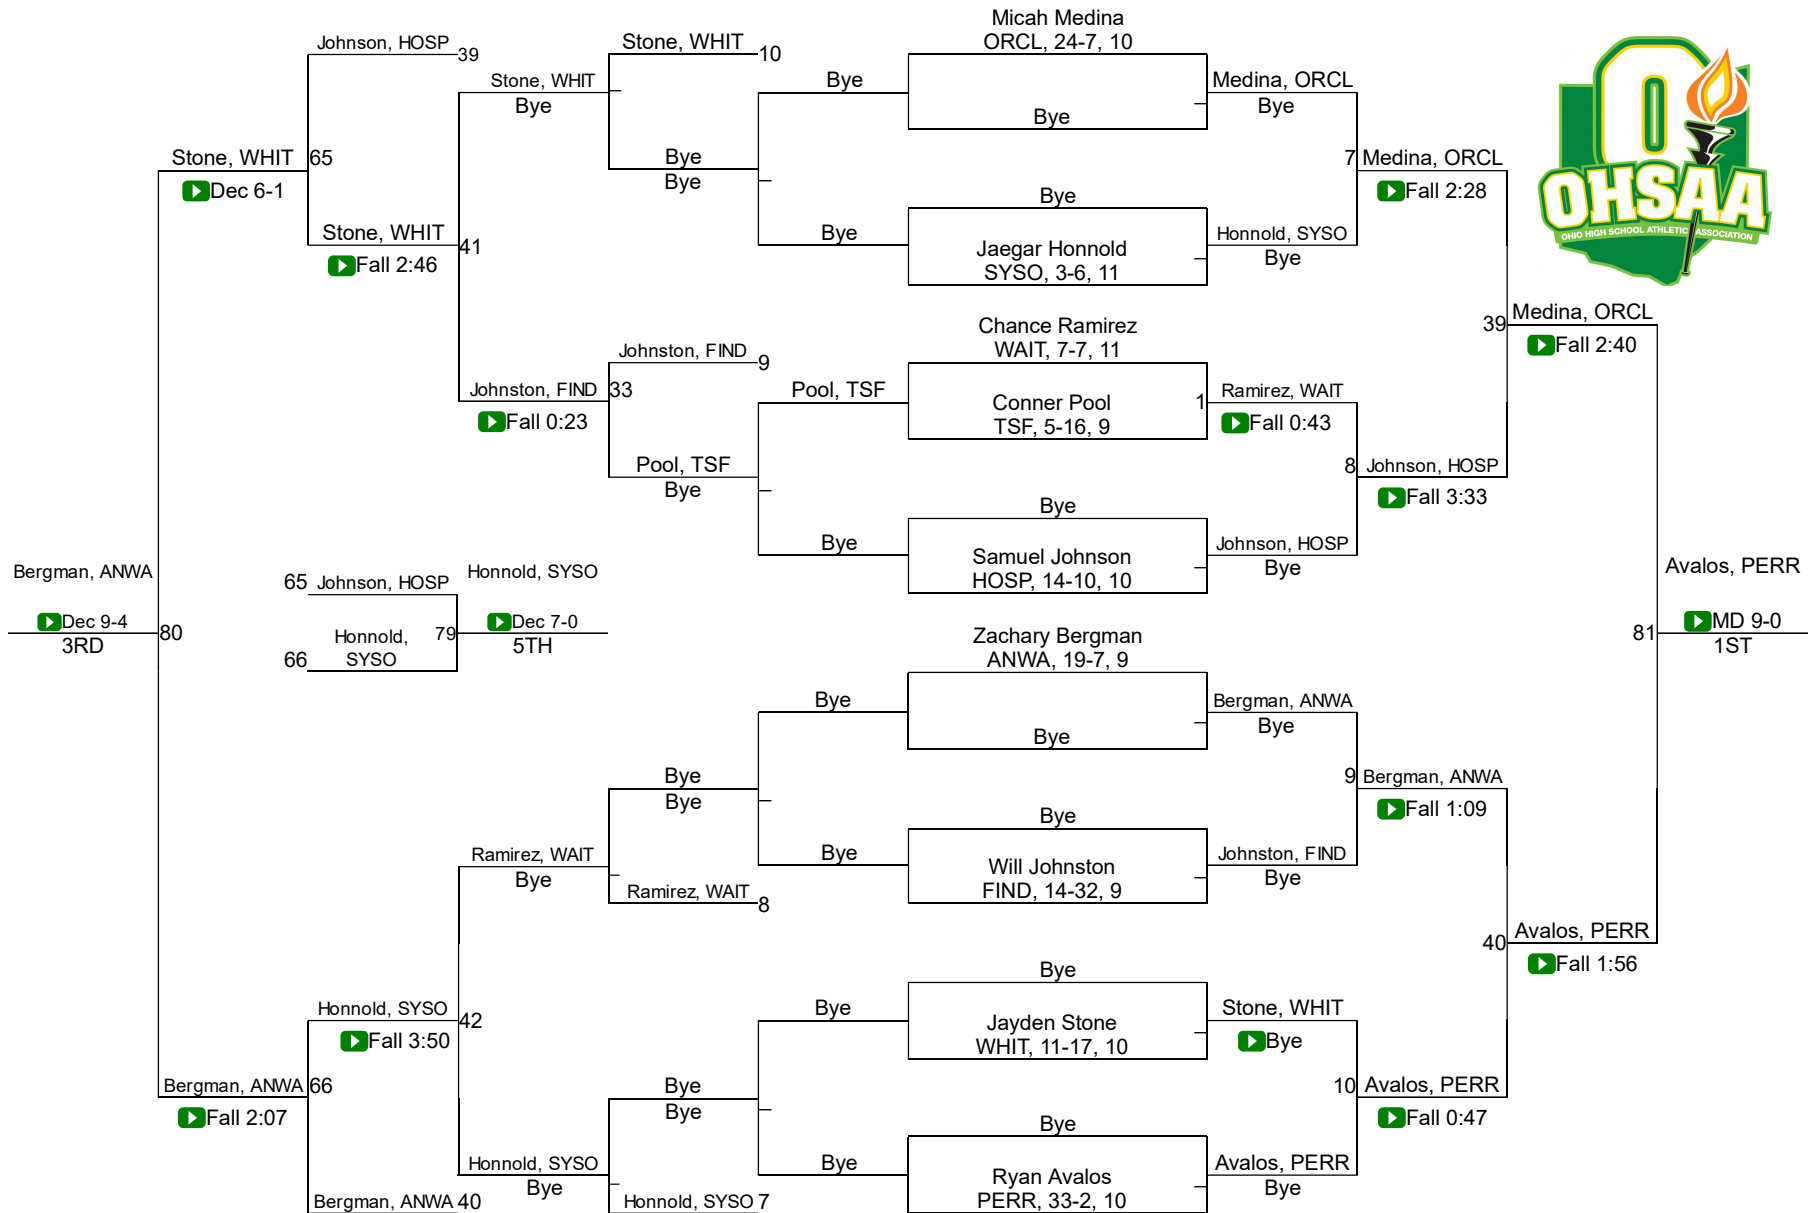 Micah Medina
Johnson, HOSP 39
Stone, WHIT 10
ORCL, 24-7, 10
Stone, WHIT
Bye
Bye
Medina, ORCL
Bye
Bye
Stone, WHIT 65
Dec 6-1
Bye
Bye
7 Medina, ORCL
Fall 2:28
OHSAA
OHIO HIGH SCHOOL ATHLETIC ASSOCIATION
Bye
Stone, WHIT 41
Fall 2:46
Bye
Jaegar Honnold
SYSO, 3-6, 11
Honnold, SYSO
Bye
39 Medina, ORCL
Fall 2:40
Chance Ramirez
WAIT, 7-7, 11
Johnston, FIND 9
Johnston, FIND 33
Fall 0:23
Pool, TSF
Conner Pool
TSF, 5-16, 9
1 Ramirez, WAIT
Fall 0:43
Pool, TSF
Bye
8 Johnson, HOSP
Fall 3:33
Bye
Bye
Samuel Johnson
HOSP, 14-10, 10
Johnson, HOSP
Bye
Bergman, ANWA
Dec 9-4 80
3RD
65 Johnson, HOSP
Honnold, SYSO
Honnold,
SYSO
66
79 Dec 7-0
5TH
Avalos, PERR
81 MD 9-0
1ST
Zachary Bergman
ANWA, 19-7, 9
Bye
Bergman, ANWA
Bye
Bye
Bye
Bye
9 Bergman, ANWA
Fall 1:09
Bye
Ramirez, WAIT
Bye
Bye
Will Johnston
FIND, 14-32, 9
Johnston, FIND
Bye
Ramirez, WAIT 8
40 Avalos, PERR
Fall 1:56
Bye
Honnold, SYSO 42
Fall 3:50
Bye
Jayden Stone
WHIT, 11-17, 10
Stone, WHIT
Bye
Bergman, ANWA 66
Fall 2:07
Bye
Bye
10 Avalos, PERR
Fall 0:47
Bye
Honnold, SYSO
Bye
Bye
Ryan Avalos
PERR, 33-2, 10
Avalos, PERR
Bye
Bergman, ANWA 40
Honnold, SYSO 7